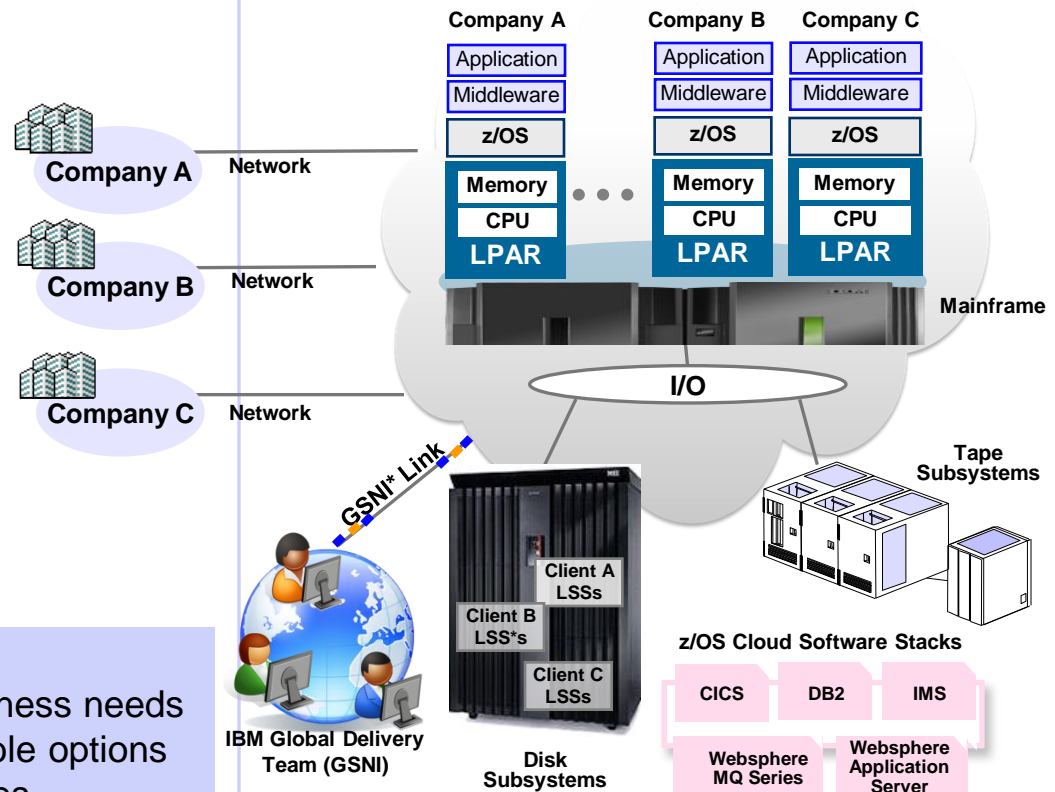 Company A
Company B
Company C
Application
Application
Application
Middleware
Middleware
Middleware
z/OS
z/OS
z/OS
Memory
Memory
Memory
CPU
CPU
CPU
LPAR
LPAR
LPAR
Company A
Network
Company B
Network
Company C
Network
Mainframe
I/O
GSNI* Link
Tape
Subsystems
Client A
LSSs
Client B
LSS*s
Client C
LSSs
IBM Global Delivery
Team (GSNI)
Disk
Subsystems
z/OS Cloud Software Stacks
CICS
DB2
IMS
Websphere
MQ Series
Websphere
Application
Server
ness needs
options